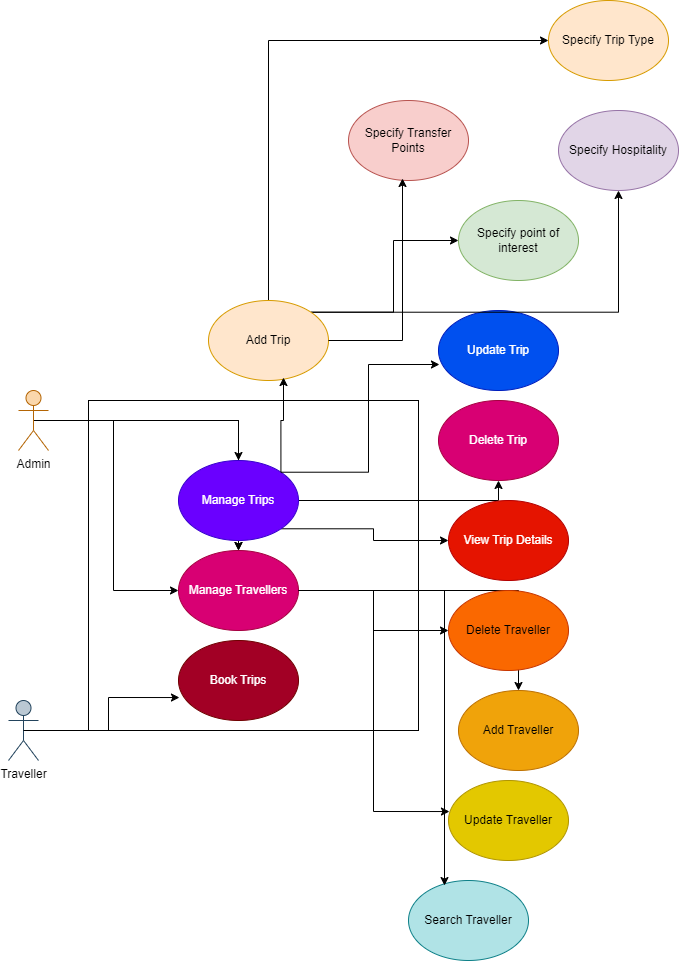 Specify Trip Type
Specify Transfer
Points
Specify Hospitality
Specify point of
interest
Add Trip
Update Trip
Delete Trip
Admin
Manage Trips
View Trip Details
Manage Travellers
Delete Traveller
Book Trips
Add Traveller
Traveller
Update Traveller
Search Traveller